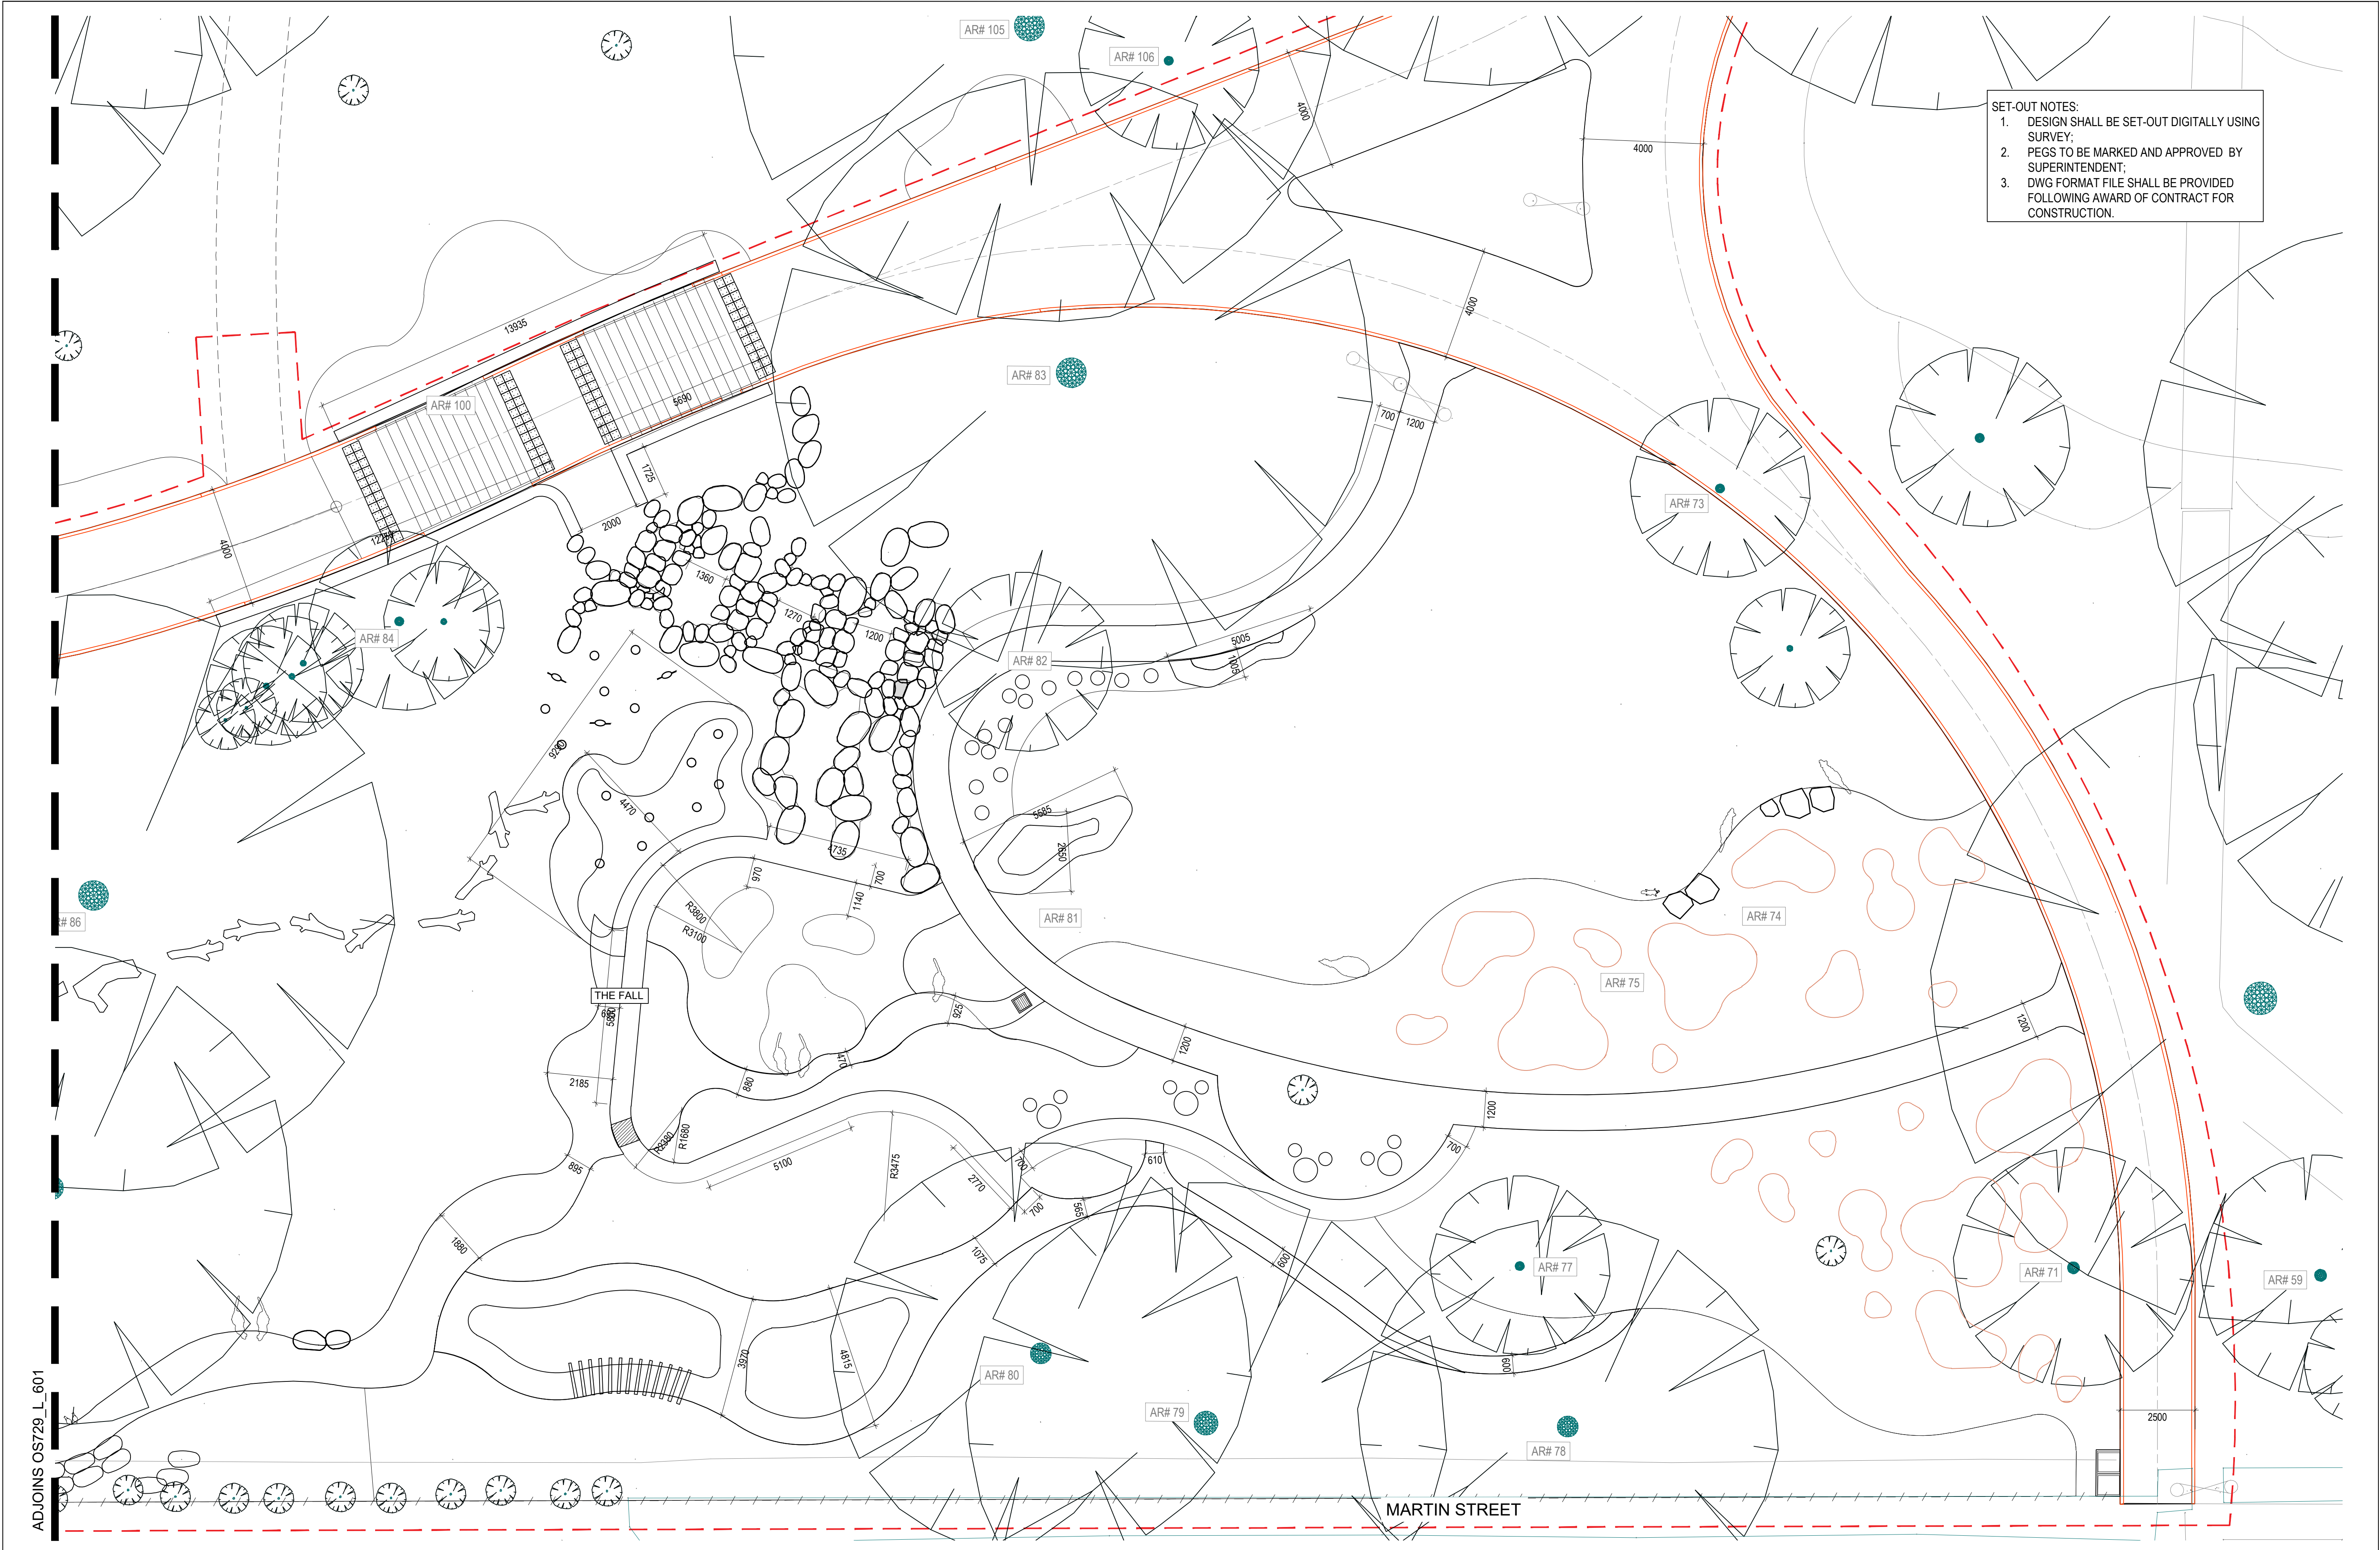 AR# 105
AR# 106
4000
4000
SET-OUT NOTES:
1. DESIGN SHALL BE SET-OUT DIGITALLY USING
SURVEY;
2. PEGS TO BE MARKED AND APPROVED BY
SUPERINTENDENT;
3. DWG FORMAT FILE SHALL BE PROVIDED
FOLLOWING AWARD OF CONTRACT FOR
CONSTRUCTION.
13935
4000
AR# 83
AR# 100
5690
700
1200
1725
AR# 73
2000
4000
1360
1270
1200
AR# 84
5005
AR# 82
1005
4470
5585
4735
2650
970
700
1140
R3800
R3100
AR# 86
AR# 81
AR# 74
AR# 75
THE FALL
925
1200
1200
470
2185
880
1200
R2380
R1680
700
895
5100
R3475
700
610
2770
700
565
1880
1075
600
AR# 77
AR# 71
AR# 59
3970
4815
600
AR# 80
AR# 79
2500
AR# 78
ADJOINS OS729_L_601
MARTIN STREET